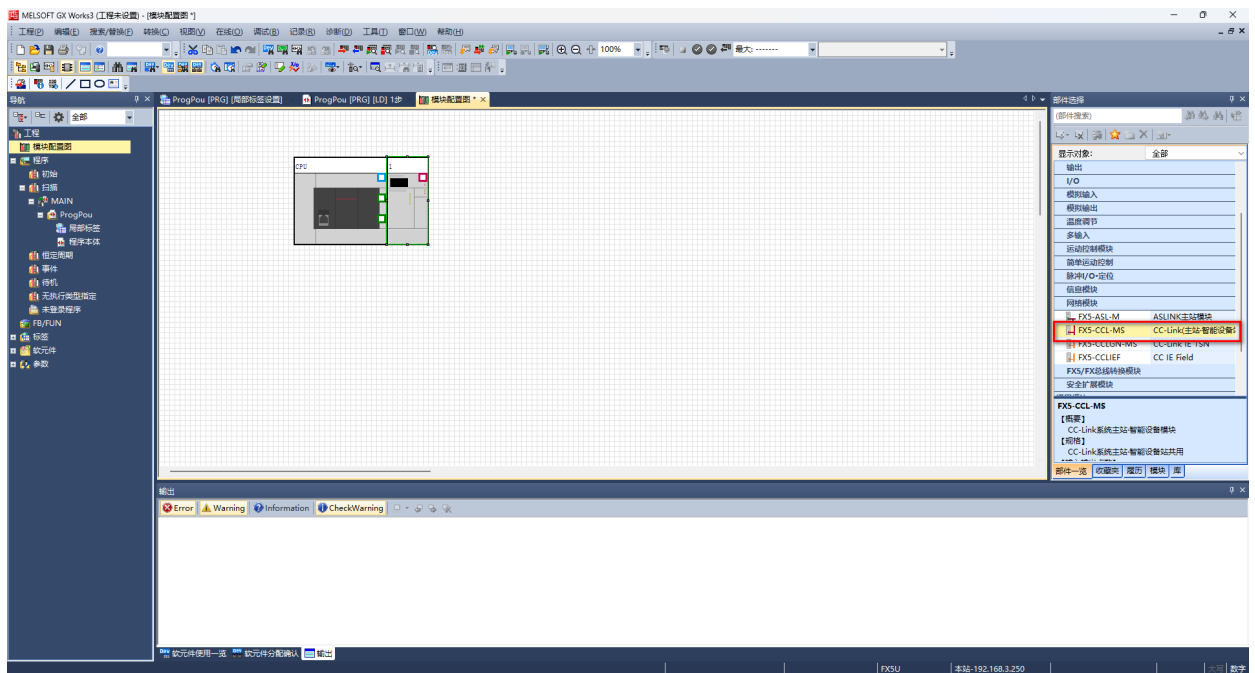 MELSOFT GX Works3 (工程未设置) - [模块配置图 *]
工程(P) 编辑(E) 搜索/替换(F) 转换(C) 视图(V) 在线(O) 调试(B) 记录(R) 诊断(D) 工具(T) 窗口(W) 帮助(H)
100% 最大: -------
导航
ProgPou [PRG] [局部标签设置] ProgPou [PRG] [LD] 1步 模块配置图 *
全部
工程
模块配置图
程序
初始
扫描
MAIN
ProgPou
局部标签
程序本体
恒定周期
事件
待机
无执行类型指定
未登录程序
FB/FUN
标签
软元件
参数
CPU 1
部件选择
(部件搜索)
显示对象: 全部
输出
I/O
模拟输入
模拟输出
温度调节
多输入
运动控制模块
简单运动控制
脉冲I/O·定位
信息模块
网络模块
FX5-ASL-M ASLINK主站模块
FX5-CCL-MS CC-Link(主站·智能设备站
FX5-CCLGN-MS CC-Link IE TSN
FX5-CCLIEF CC IE Field
FX5/FX总线转换模块
安全扩展模块
FX5-CCL-MS
【概要】
CC-Link系统主站·智能设备模块
【规格】
CC-Link系统主站·智能设备站共用
部件一览 收藏夹 履历 模块 库
输出
Error Warning Information CheckWarning
软元件使用一览 软元件分配确认 输出
FX5U 本站-192.168.3.250 大写 数字